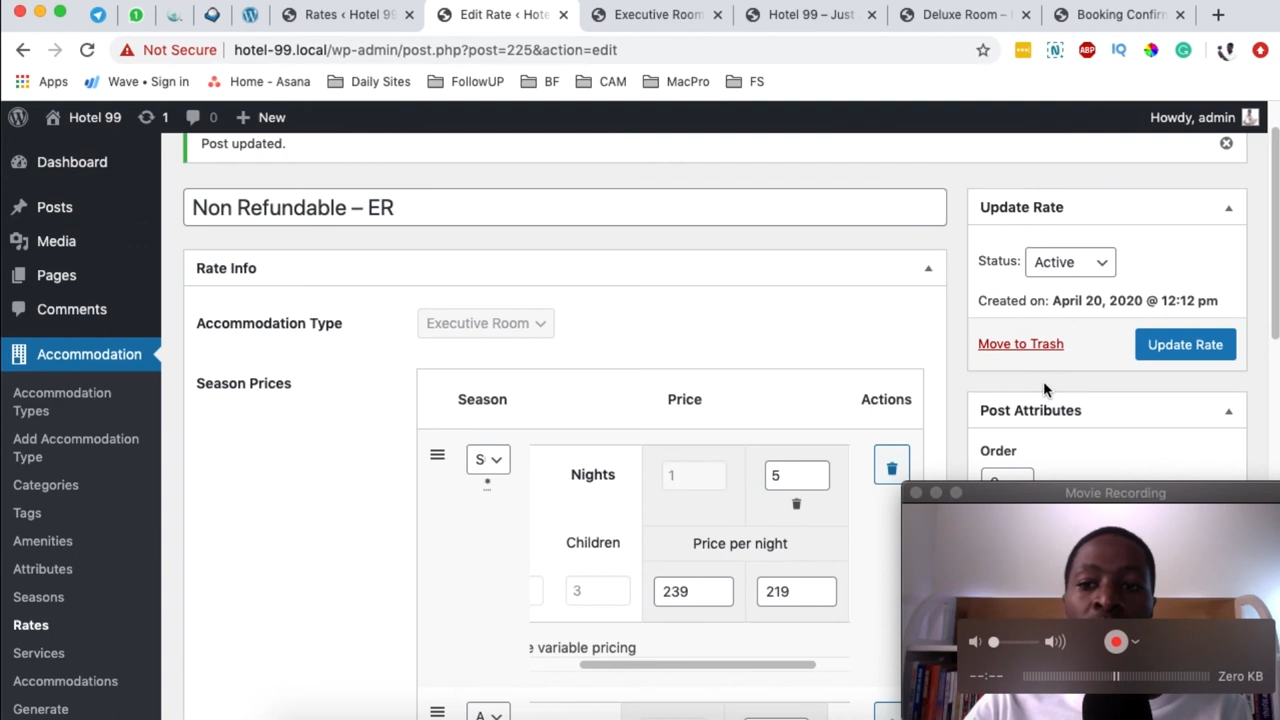 Rates ‹ Hotel 99
Edit Rate ‹ Hote
Executive Room
Hotel 99 – Just
Deluxe Room –
Booking Confirm
Not Secure
hotel-99.local/wp-admin/post.php?post=225&action=edit
ABP
IQ
Apps
Wave • Sign in
Home - Asana
Daily Sites
FollowUP
BF
CAM
MacPro
FS
Hotel 99
1
0
New
Howdy, admin
Dashboard
Posts
Media
Pages
Comments
Accommodation
Accommodation
Types
Add Accommodation
Type
Categories
Tags
Amenities
Attributes
Seasons
Rates
Services
Accommodations
Generate
Post updated.
Non Refundable – ER
Rate Info
Accommodation Type
Executive Room
Season Prices
Season
Price
Actions
S
Nights
1
5
Children
Price per night
3
239
219
e variable pricing
A
Update Rate
Status:
Active
Created on: April 20, 2020 @ 12:12 pm
Move to Trash
Update Rate
Post Attributes
Order
Movie Recording
--:--
Zero KB